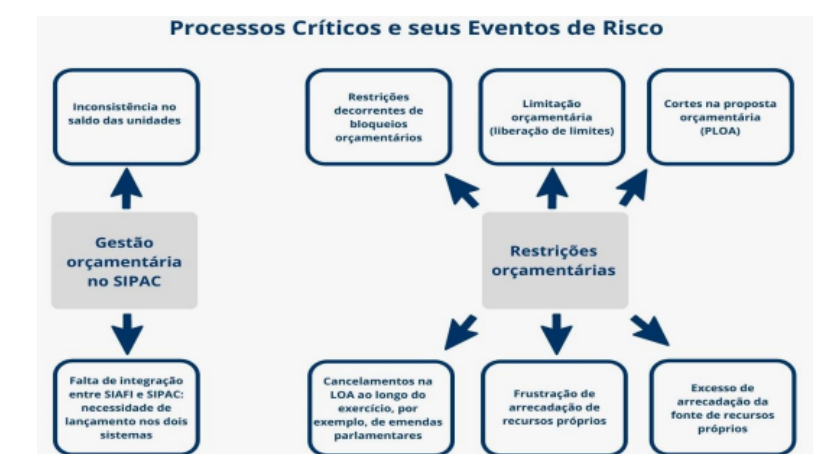 Processos Críticos e seus Eventos de Risco
Inconsistência no
saldo das unidades
Restrições
decorrentes de
bloqueios
orçamentários
Limitação
orçamentária
(liberação de limites)
Cortes na proposta
orçamentária
(PLOA)
Gestão
orçamentária
no SIPAC
Restrições
orçamentárias
Falta de integração
entre SIAFI e SIPAC:
necessidade de
lançamento nos dois
sistemas
Cancelamentos na
LOA ao longo do
exercício, por
exemplo, de emendas
parlamentares
Frustração de
arrecadação de
recursos próprios
Excesso de
arrecadação da
fonte de recursos
próprios